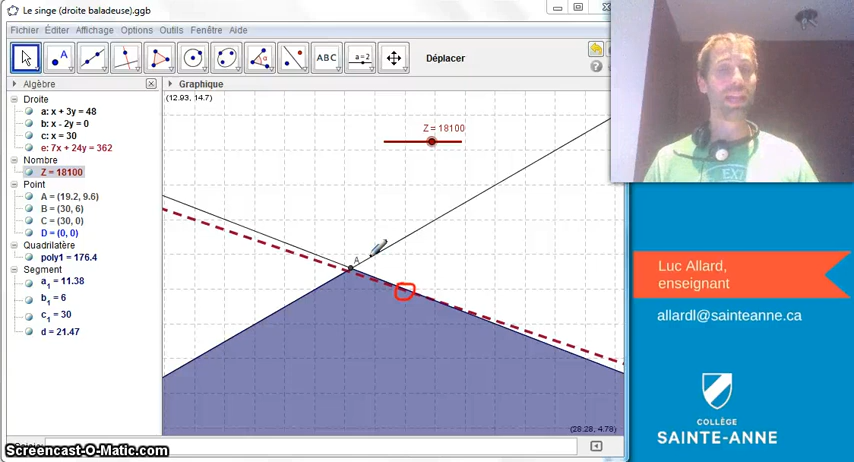 Le singe (droite baladeuse).ggb
Fichier Éditer Affichage Options Outils Fenêtre Aide
A ABC a=2 Déplacer
Algèbre
Graphique
Droite
a: x + 3y = 48
b: x - 2y = 0
c: x = 30
e: 7x + 24y = 362
Nombre
Z = 18100
Point
A = (19.2, 9.6)
B = (30, 6)
C = (30, 0)
D = (0, 0)
Quadrilatère
poly1 = 176.4
Segment
a1 = 11.38
b1 = 6
c1 = 30
d = 21.47
(12.93, 14.7)
Z = 18100
A
(28.28, 4.78)
Screencast-O-Matic.com
Luc Allard,
enseignant
allardl@sainteanne.ca
COLLÈGE
SAINTE-ANNE